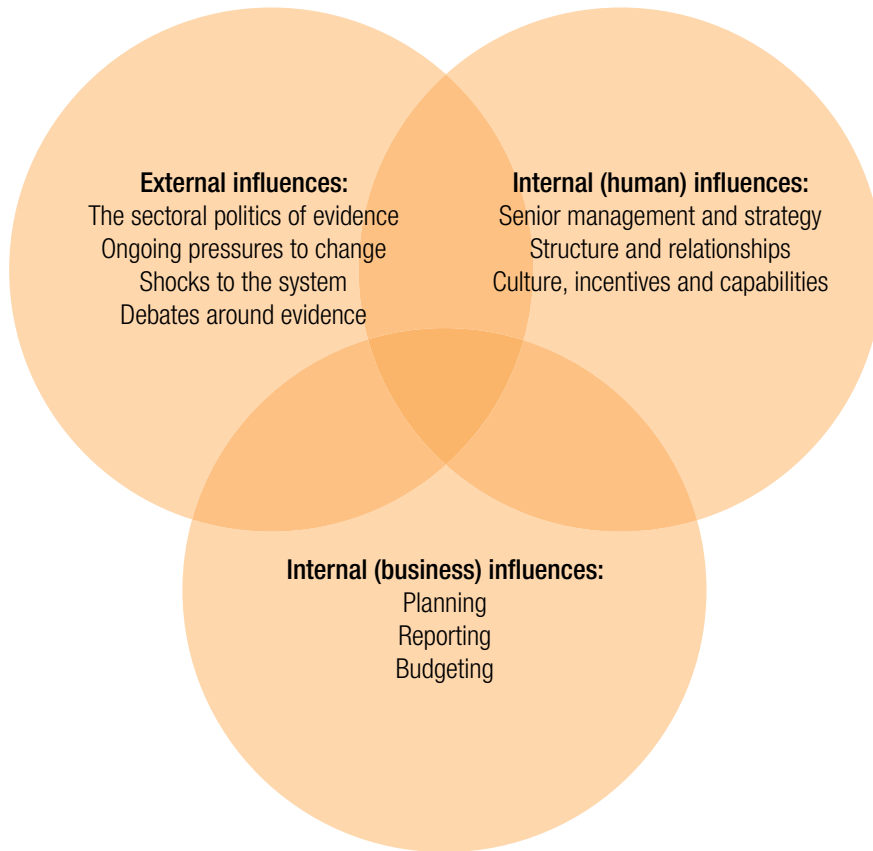 External influences:
The sectoral politics of evidence
Ongoing pressures to change
Shocks to the system
Debates around evidence
Internal (human) influences:
Senior management and strategy
Structure and relationships
Culture, incentives and capabilities
Internal (business) influences:
Planning
Reporting
Budgeting